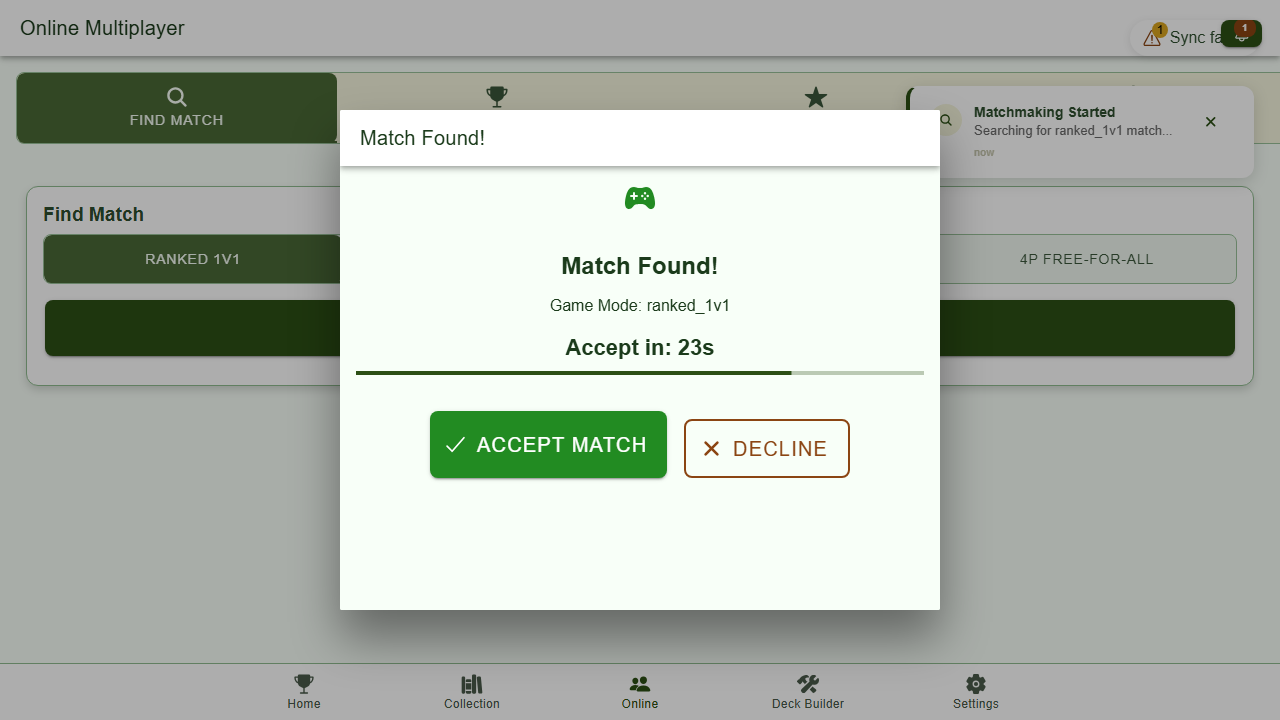 Online Multiplayer
1
Sync fa
1
FIND MATCH
Matchmaking Started
Searching for ranked_1v1 match...
now
Match Found!
Find Match
RANKED 1V1
4P FREE-FOR-ALL
Match Found!
Game Mode: ranked_1v1
Accept in: 23s
ACCEPT MATCH
DECLINE
Home
Collection
Online
Deck Builder
Settings